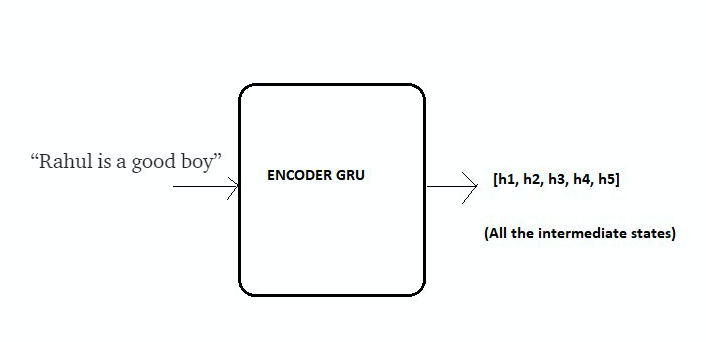 “Rahul is a good boy”
ENCODER GRU
[h1, h2, h3, h4, h5]
(All the intermediate states)